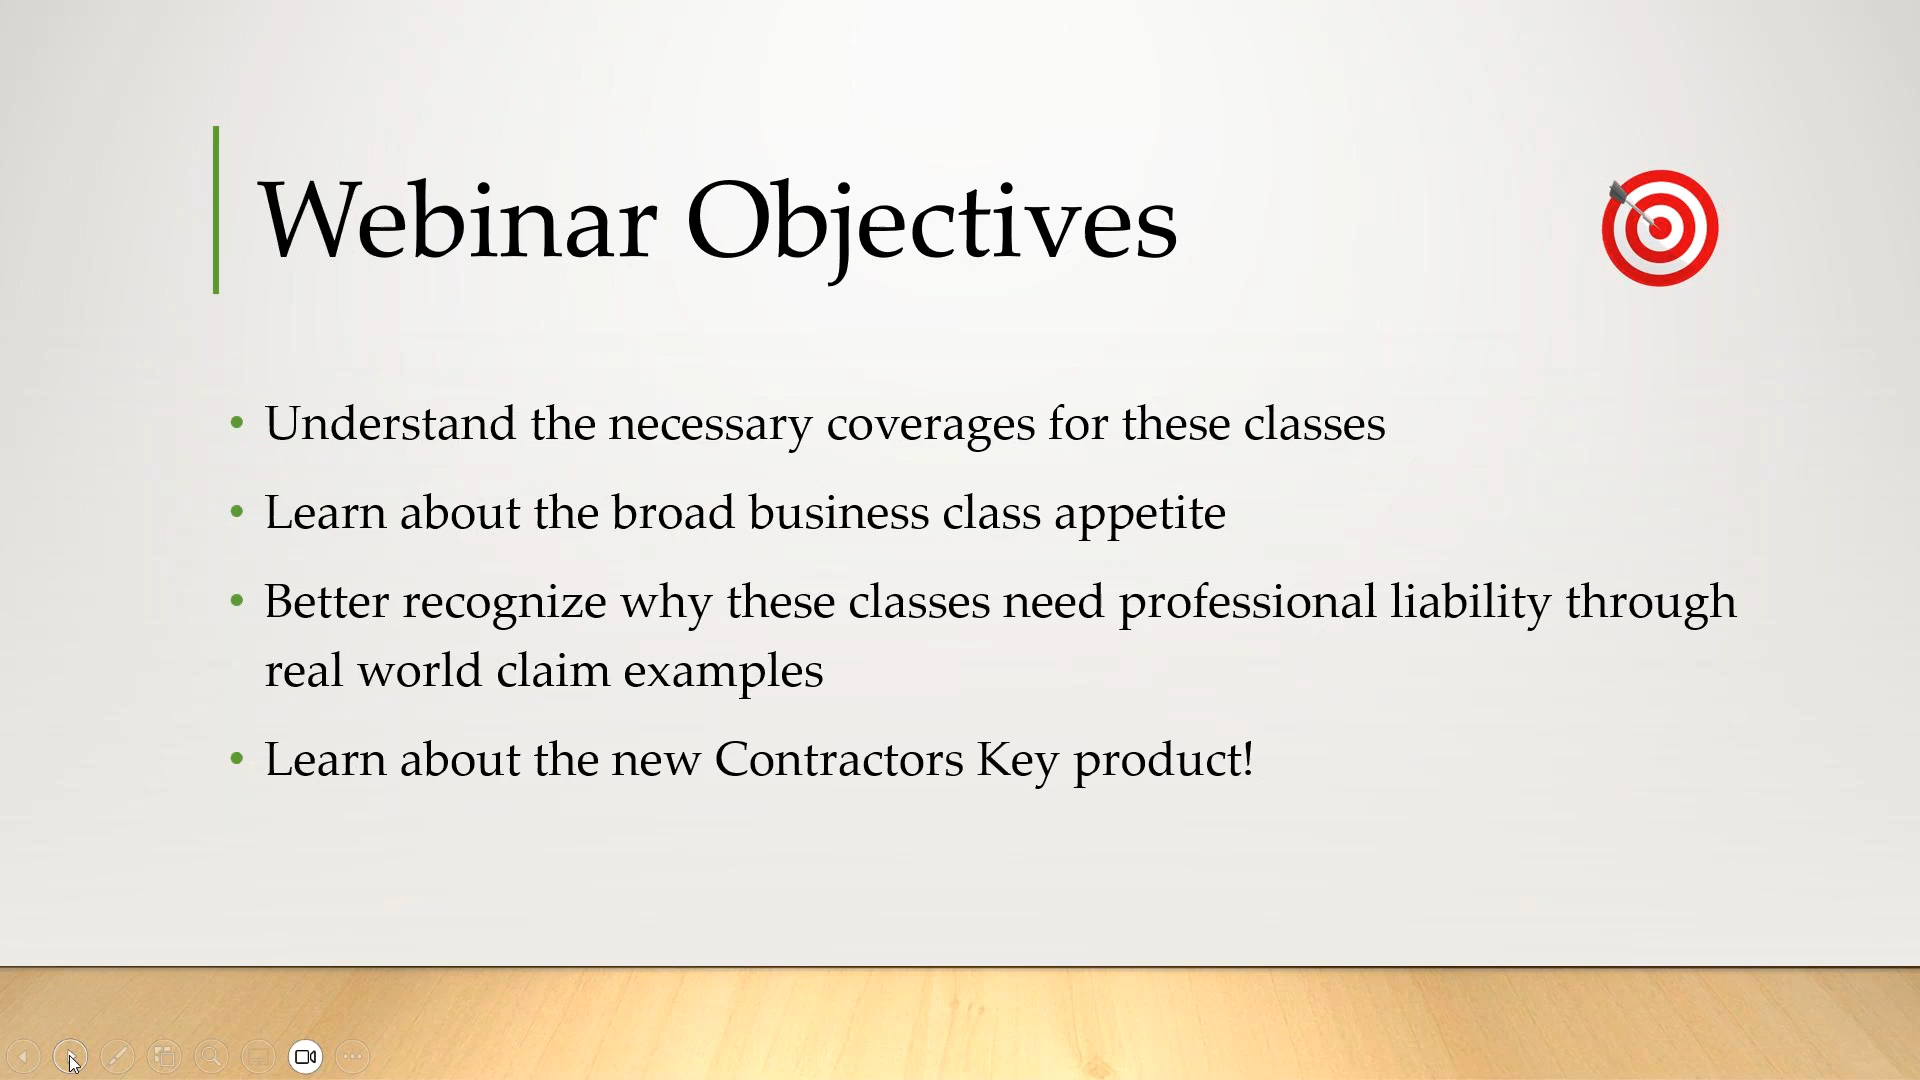 Webinar Objectives
• Understand the necessary coverages for these classes
• Learn about the broad business class appetite
• Better recognize why these classes need professional liability through
real world claim examples
• Learn about the new Contractors Key product!